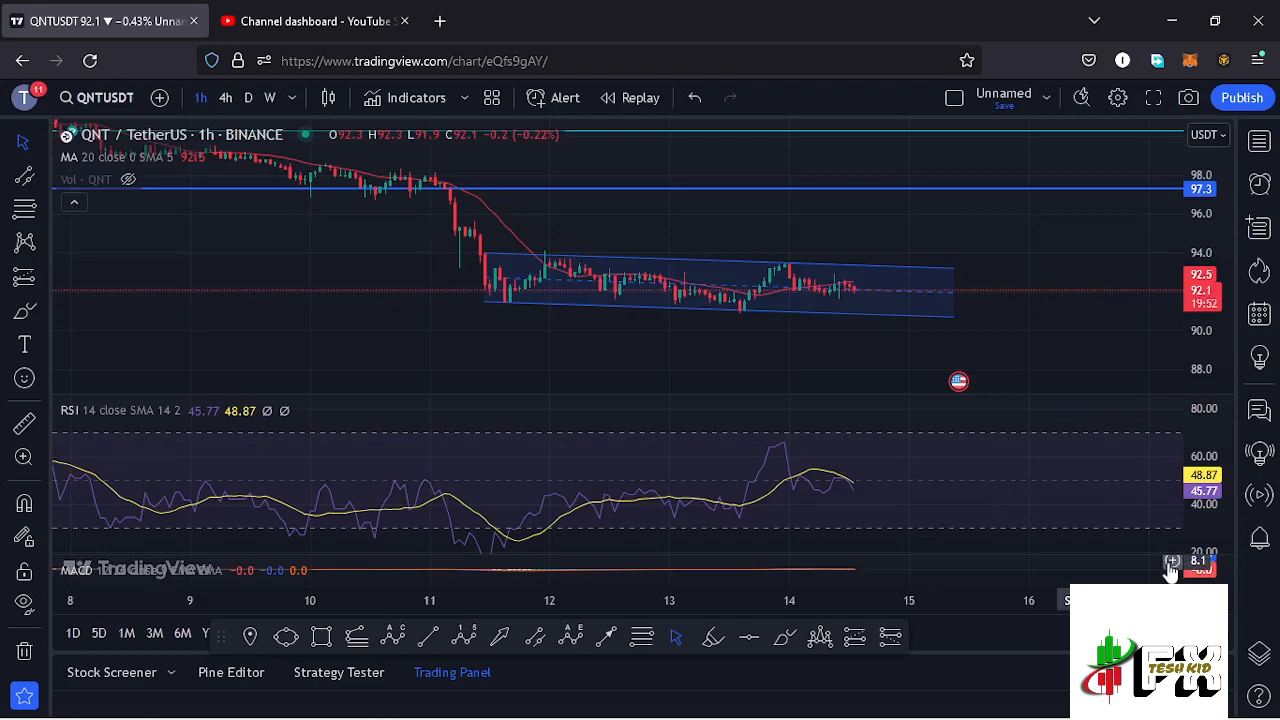 QNTUSDT 92.1 ▼ −0.43% Unnar
Channel dashboard - YouTube S
https://www.tradingview.com/chart/eQfs9gAY/
T 11 QNTUSDT 1h 4h D W Indicators Alert Replay Unnamed Save Publish
QNT / TetherUS · 1h · BINANCE O92.3 H92.3 L91.9 C92.1 −0.2 (−0.22%) USDT
MA 20 close 0 SMA 5 92.5
Vol · QNT
98.0
97.3
96.0
94.0
92.5
92.1
19:52
90.0
88.0
RSI 14 close SMA 14 2 45.77 48.87 Ø Ø
80.00
60.00
48.87
45.77
40.00
20.00
8.1
MACD −0.0 −0.0 0.0
TradingView
−0.0
8 9 10 11 12 13 14 15 16 S
1D 5D 1M 3M 6M Y
Stock Screener Pine Editor Strategy Tester Trading Panel
FX
TESH KID